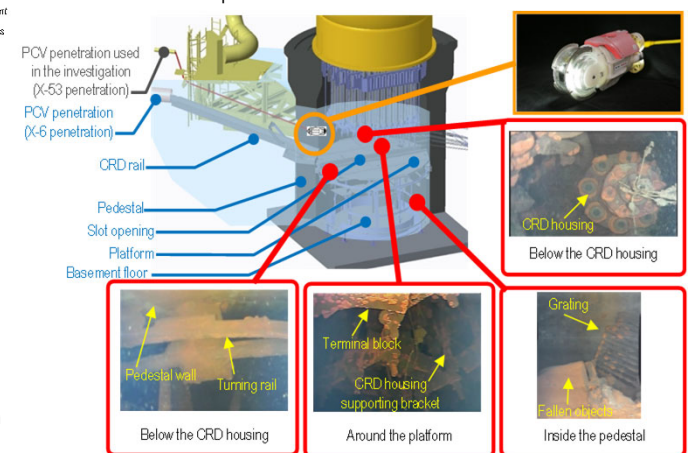 PCV penetration used
in the investigation
(X-53 penetration)
PCV penetration
(X-6 penetration)
CRD rail
Pedestal
Slot opening
Platform
Basement floor
CRD housing
Below the CRD housing
Pedestal wall
Turning rail
Below the CRD housing
Terminal block
CRD housing
supporting bracket
Around the platform
Grating
Fallen objects
Inside the pedestal